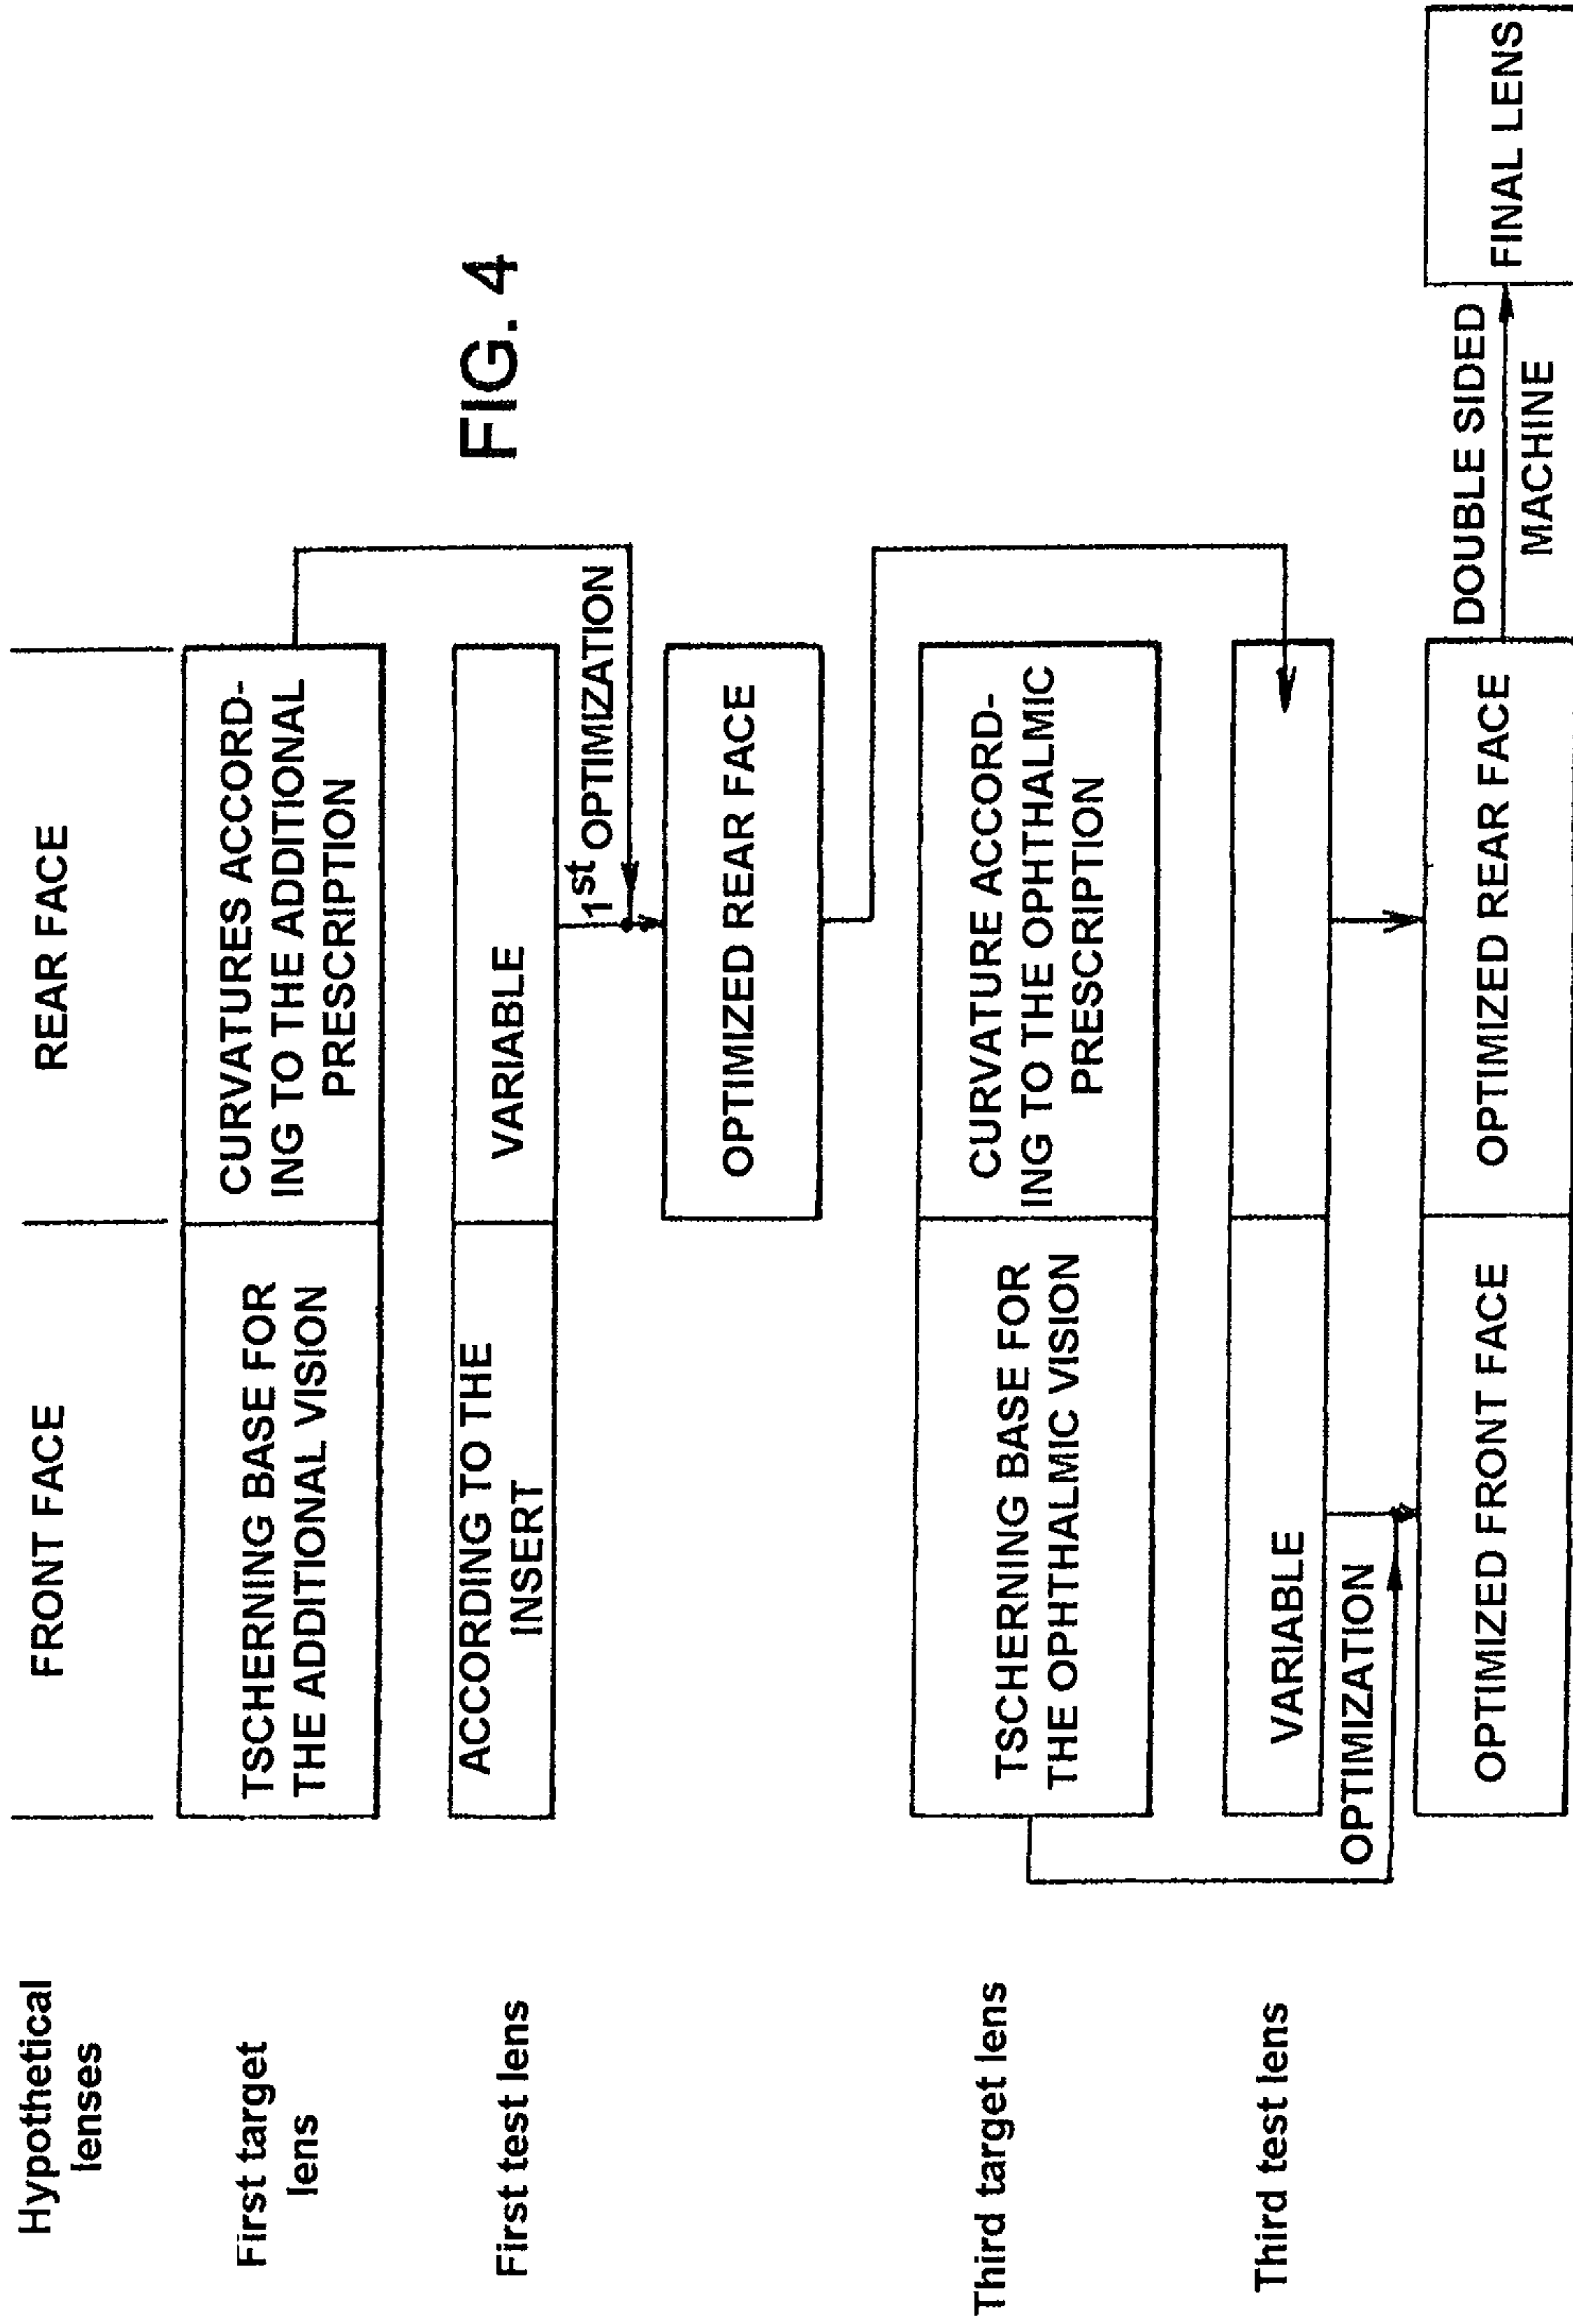 Hypothetical
lenses
FRONT FACE
REAR FACE
First target
lens
TSCHERNING BASE FOR
THE ADDITIONAL VISION
CURVATURES ACCORD-
ING TO THE ADDITIONAL
PRESCRIPTION
First test lens
ACCORDING TO THE
INSERT
VARIABLE
FIG. 4
1st OPTIMIZATION
OPTIMIZED REAR FACE
Third target lens
TSCHERNING BASE FOR
THE OPHTHALMIC VISION
CURVATURE ACCORD-
ING TO THE OPHTHALMIC
PRESCRIPTION
Third test lens
VARIABLE
OPTIMIZATION
OPTIMIZED FRONT FACE
OPTIMIZED REAR FACE
DOUBLE SIDED
MACHINE
FINAL LENS